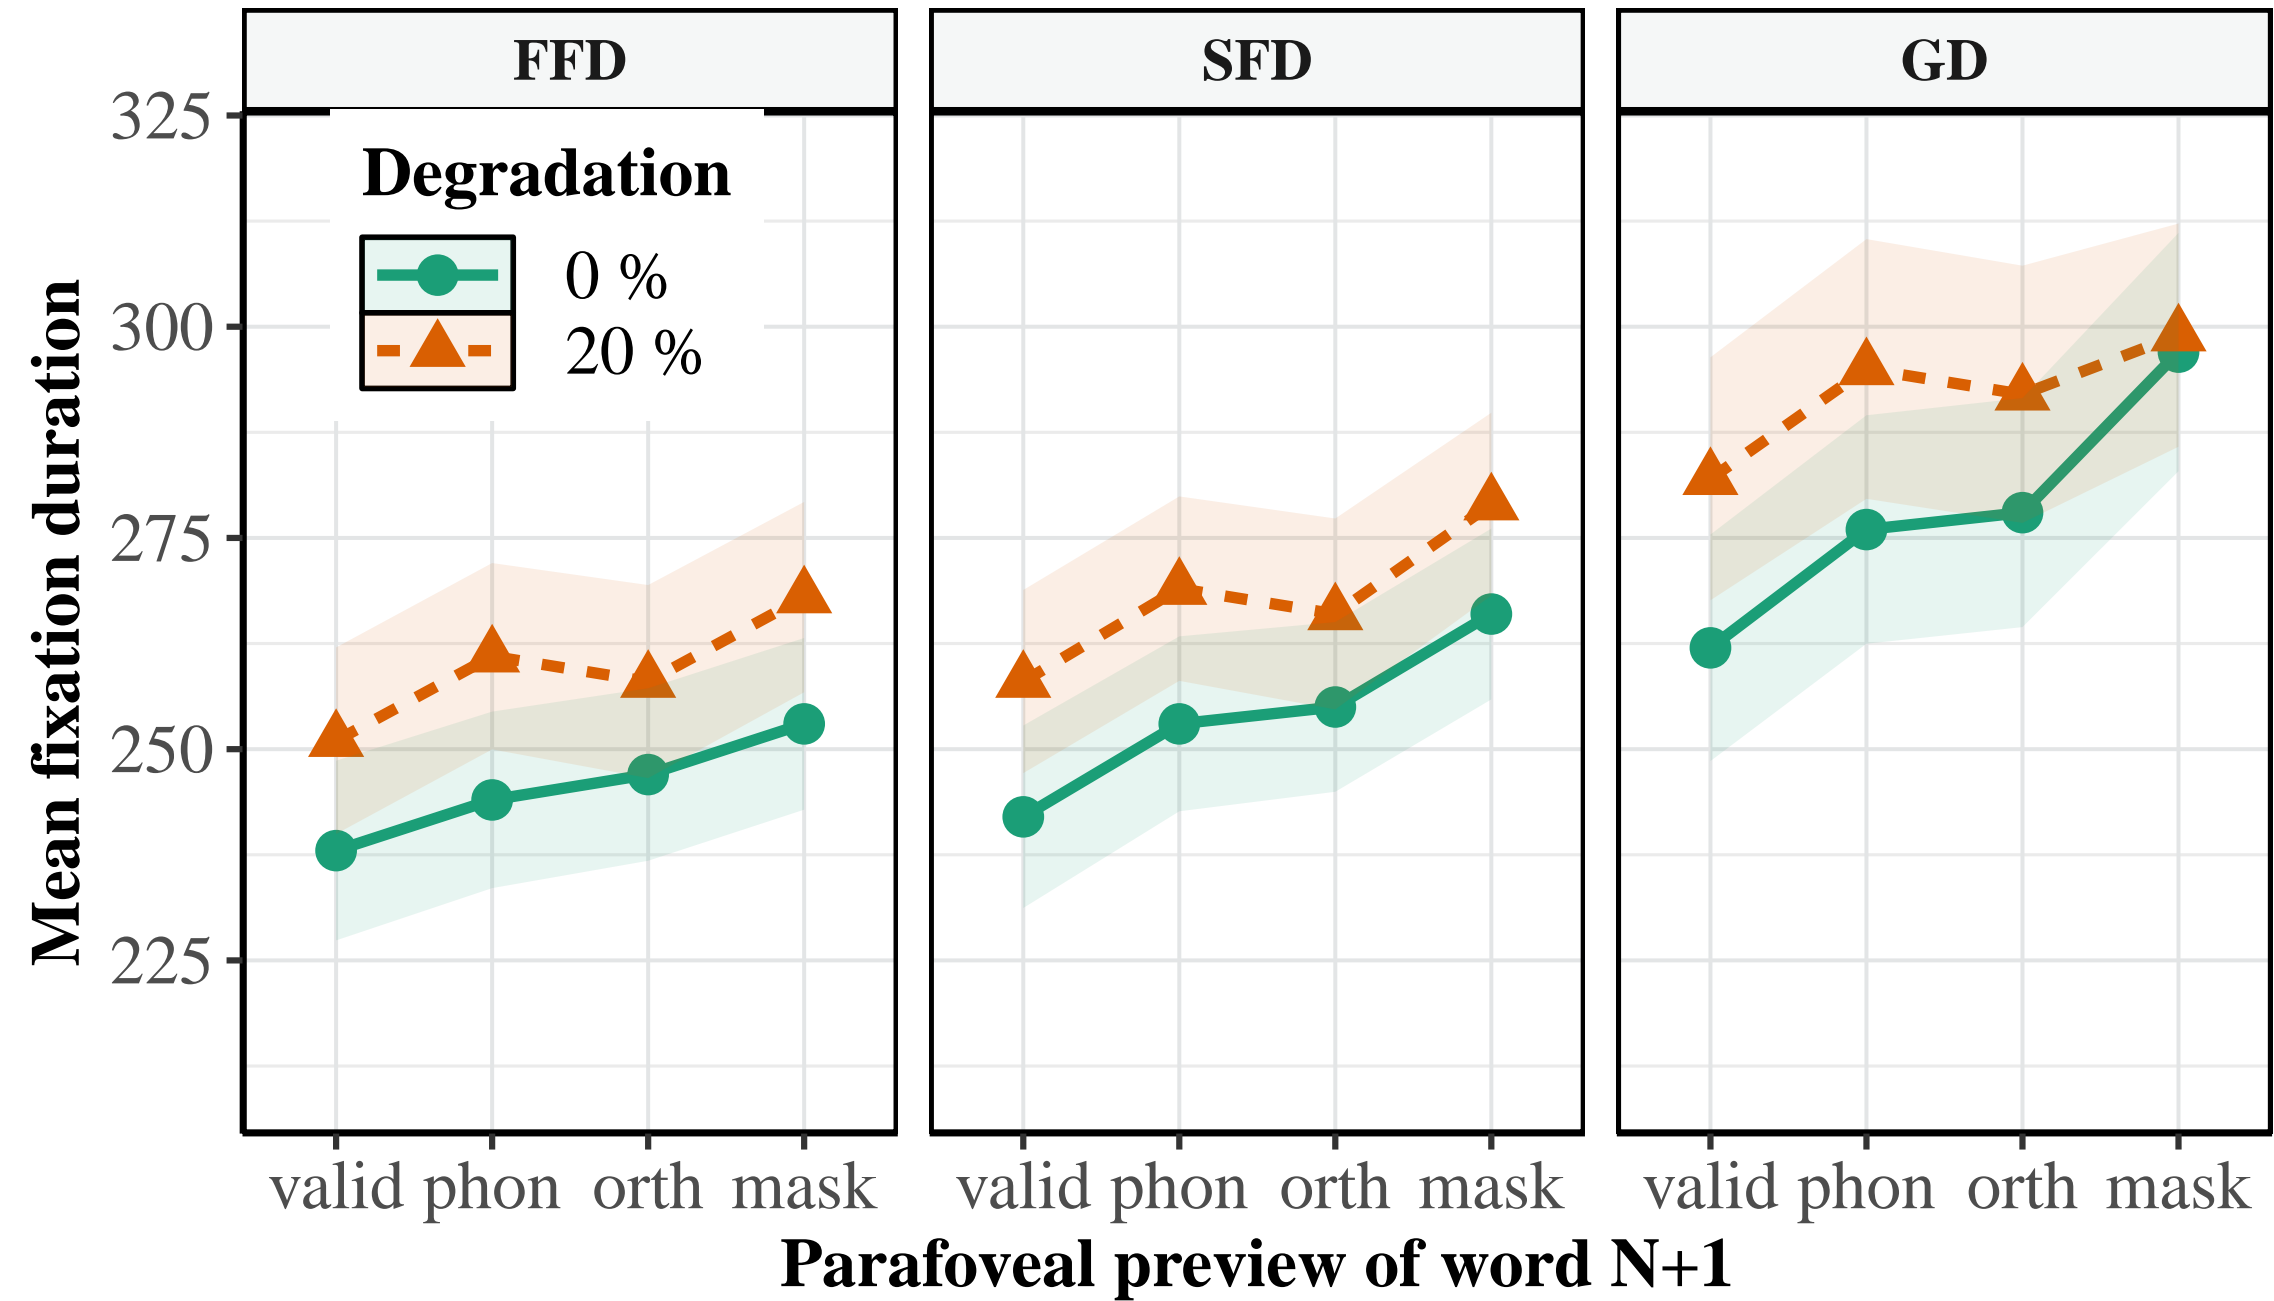 FFD SFD GD
Degradation
0 %
20 %
Mean fixation duration
325
300
275
250
225
valid phon orth mask valid phon orth mask valid phon orth mask
Parafoveal preview of word N+1